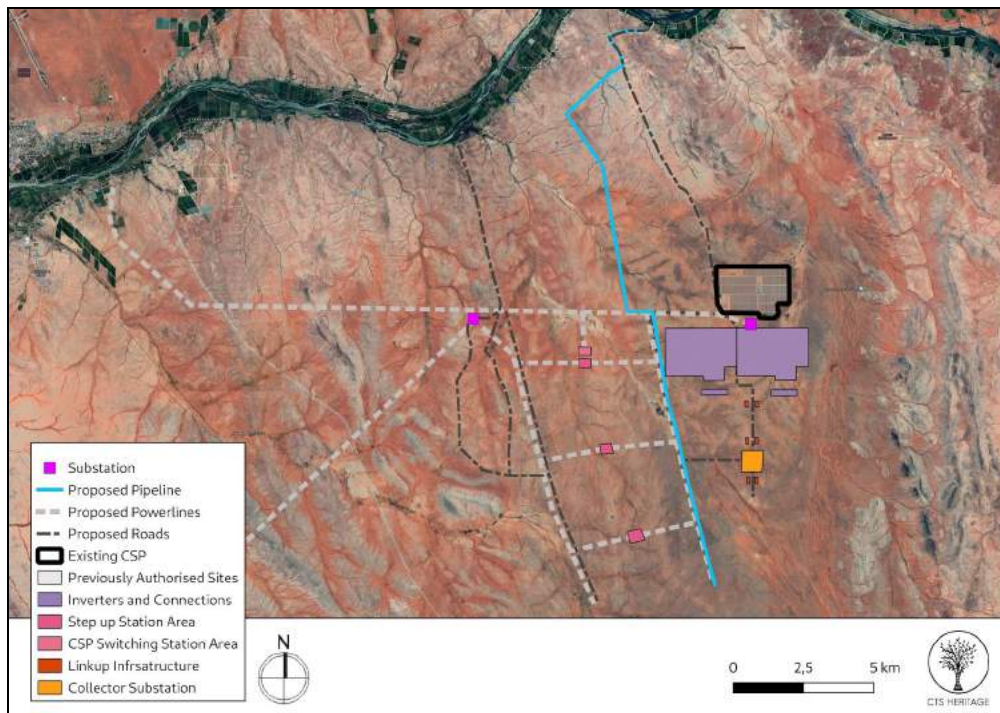 Substation
Proposed Pipeline
Proposed Powerlines
Proposed Roads
Existing CSP
Previously Authorised Sites
Inverters and Connections
Step up Station Area
CSP Switching Station Area
Linkup Infrsatructure
Collector Substation
N
0 2,5 5 km
CTS HERITAGE